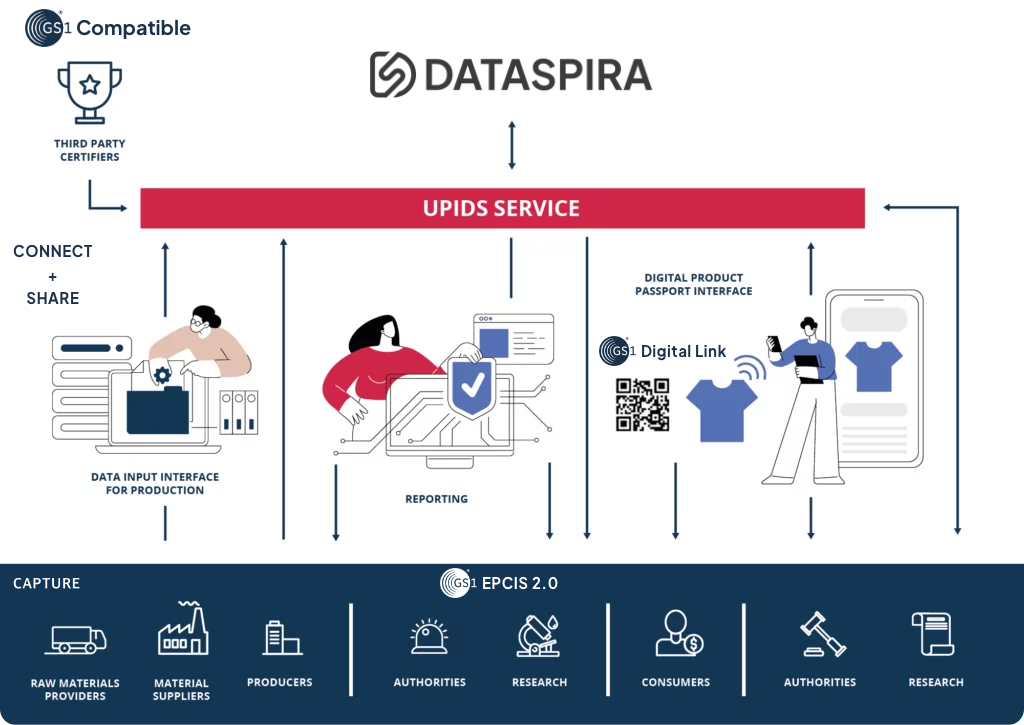 GS1 Compatible
DATASPIRA
THIRD PARTY
CERTIFIERS
UPIDS SERVICE
CONNECT
+
SHARE
DIGITAL PRODUCT
PASSPORT INTERFACE
GS1 Digital Link
DATA INPUT INTERFACE
FOR PRODUCTION
REPORTING
CAPTURE
GS1 EPCIS 2.0
RAW MATERIALS
PROVIDERS
MATERIAL
SUPPLIERS
PRODUCERS
AUTHORITIES
RESEARCH
CONSUMERS
AUTHORITIES
RESEARCH